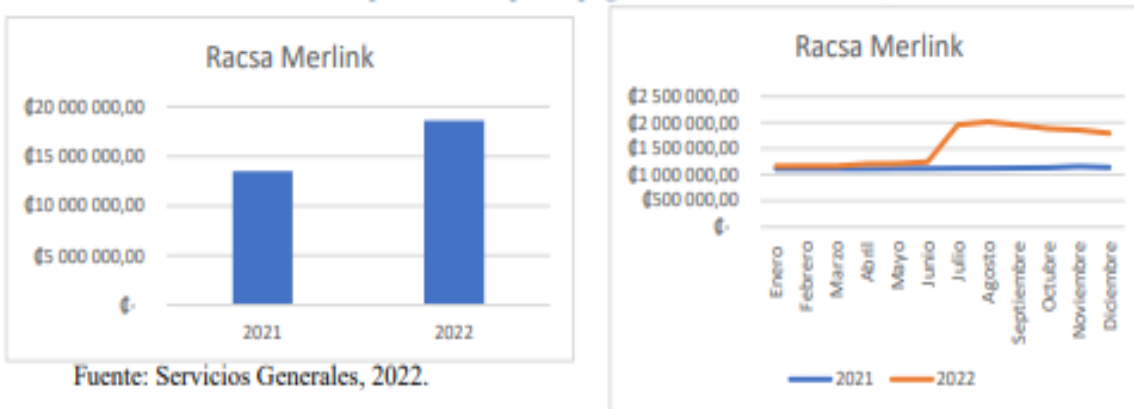 Racsa Merlink
₡20 000 000,00
₡15 000 000,00
₡10 000 000,00
₡5 000 000,00
₡-
2021
2022
Fuente: Servicios Generales, 2022.
Racsa Merlink
₡2 500 000,00
₡2 000 000,00
₡1 500 000,00
₡1 000 000,00
₡500 000,00
₡-
Enero
Febrero
Marzo
Abril
Mayo
Junio
Julio
Agosto
Septiembre
Octubre
Noviembre
Diciembre
2021
2022